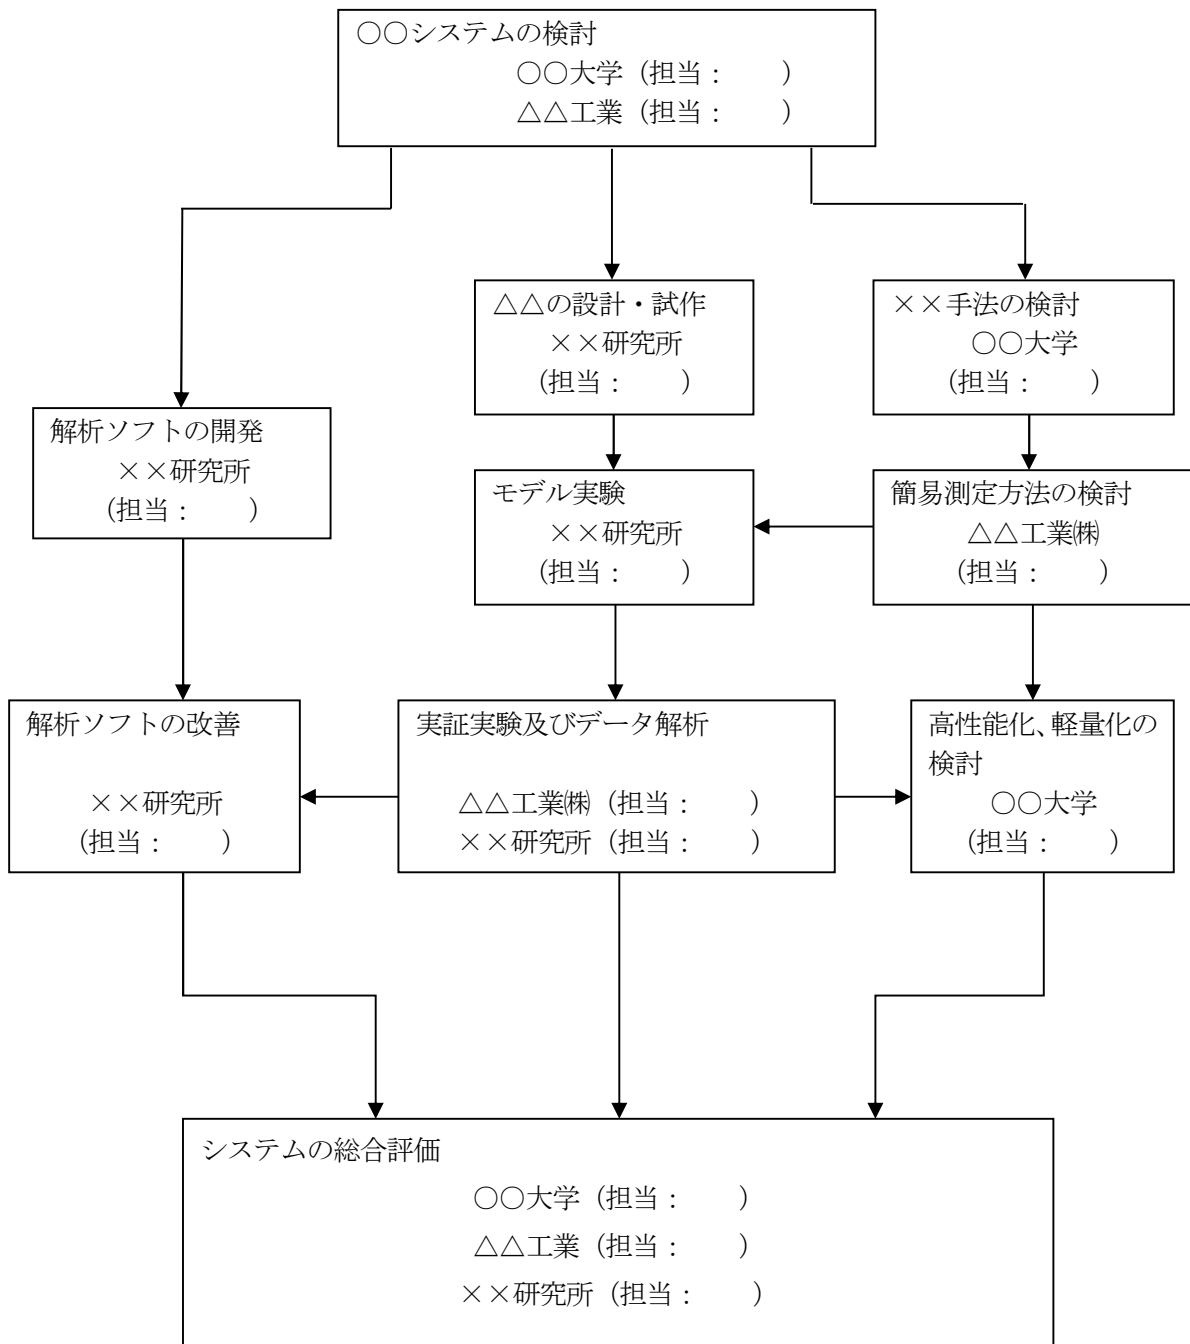 ○○システムの検討
○○大学（担当：　　）
△△工業（担当：　　）
△△の設計・試作
××研究所
（担当：　　）
××手法の検討
○○大学
（担当：　　）
解析ソフトの開発
××研究所
（担当：　　）
モデル実験
××研究所
（担当：　　）
簡易測定方法の検討
△△工業㈱
（担当：　　）
解析ソフトの改善
××研究所
（担当：　　）
実証実験及びデータ解析
△△工業㈱（担当：　　）
××研究所（担当：　　）
高性能化、軽量化の
検討
○○大学
（担当：　　）
システムの総合評価
○○大学（担当：　　）
△△工業（担当：　　）
××研究所（担当：　　）